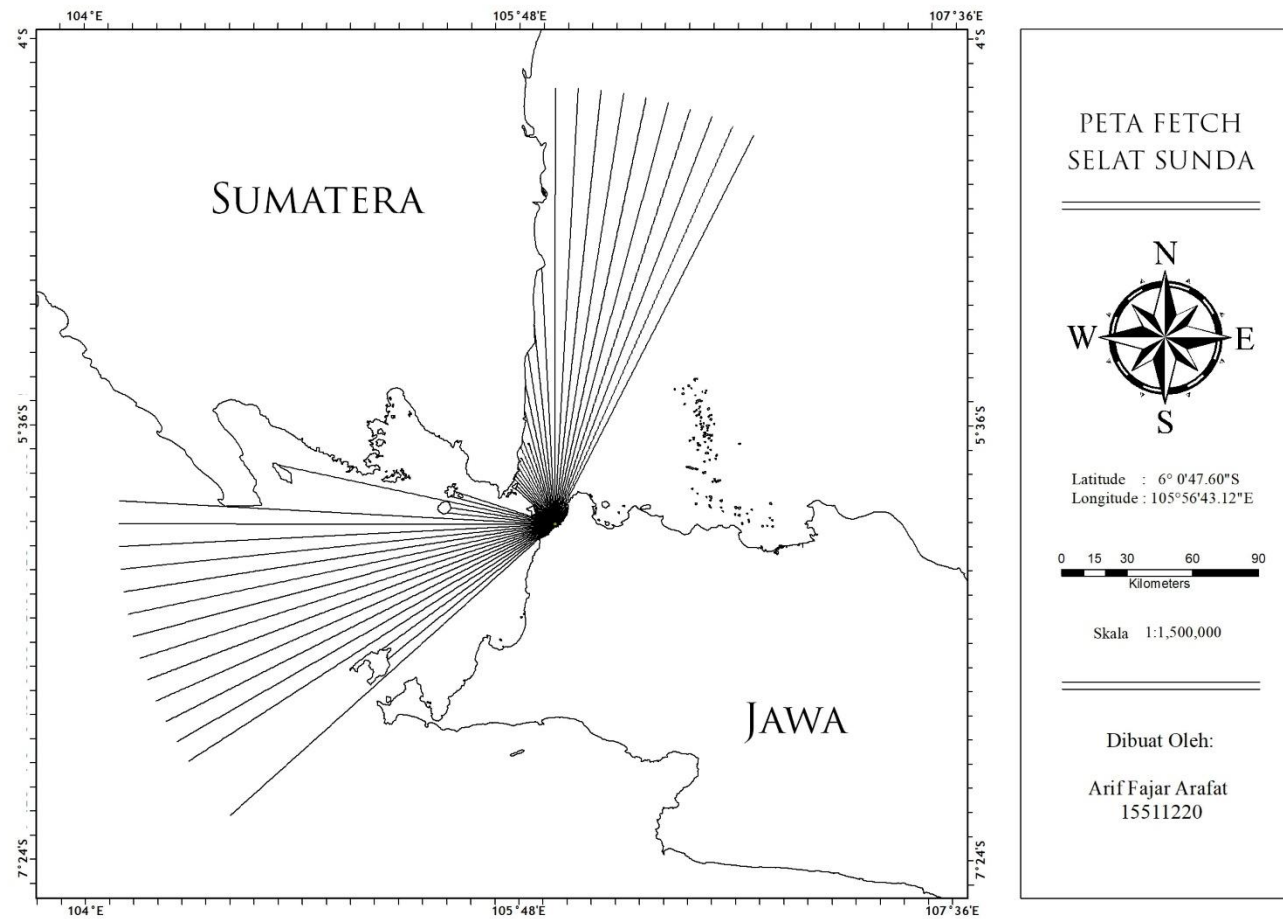 104°E 105°48'E 107°36'E
4°S 4°S
SUMATERA
5°36'S 5°36'S
JAWA
7°24'S 7°24'S
104°E 105°48'E 107°36'E
PETA FETCH
SELAT SUNDA
N
W E
S
Latitude : 6° 0'47.60"S
Longitude : 105°56'43.12"E
0 15 30 60 90
Kilometers
Skala 1:1,500,000
Dibuat Oleh:
Arif Fajar Arafat
15511220